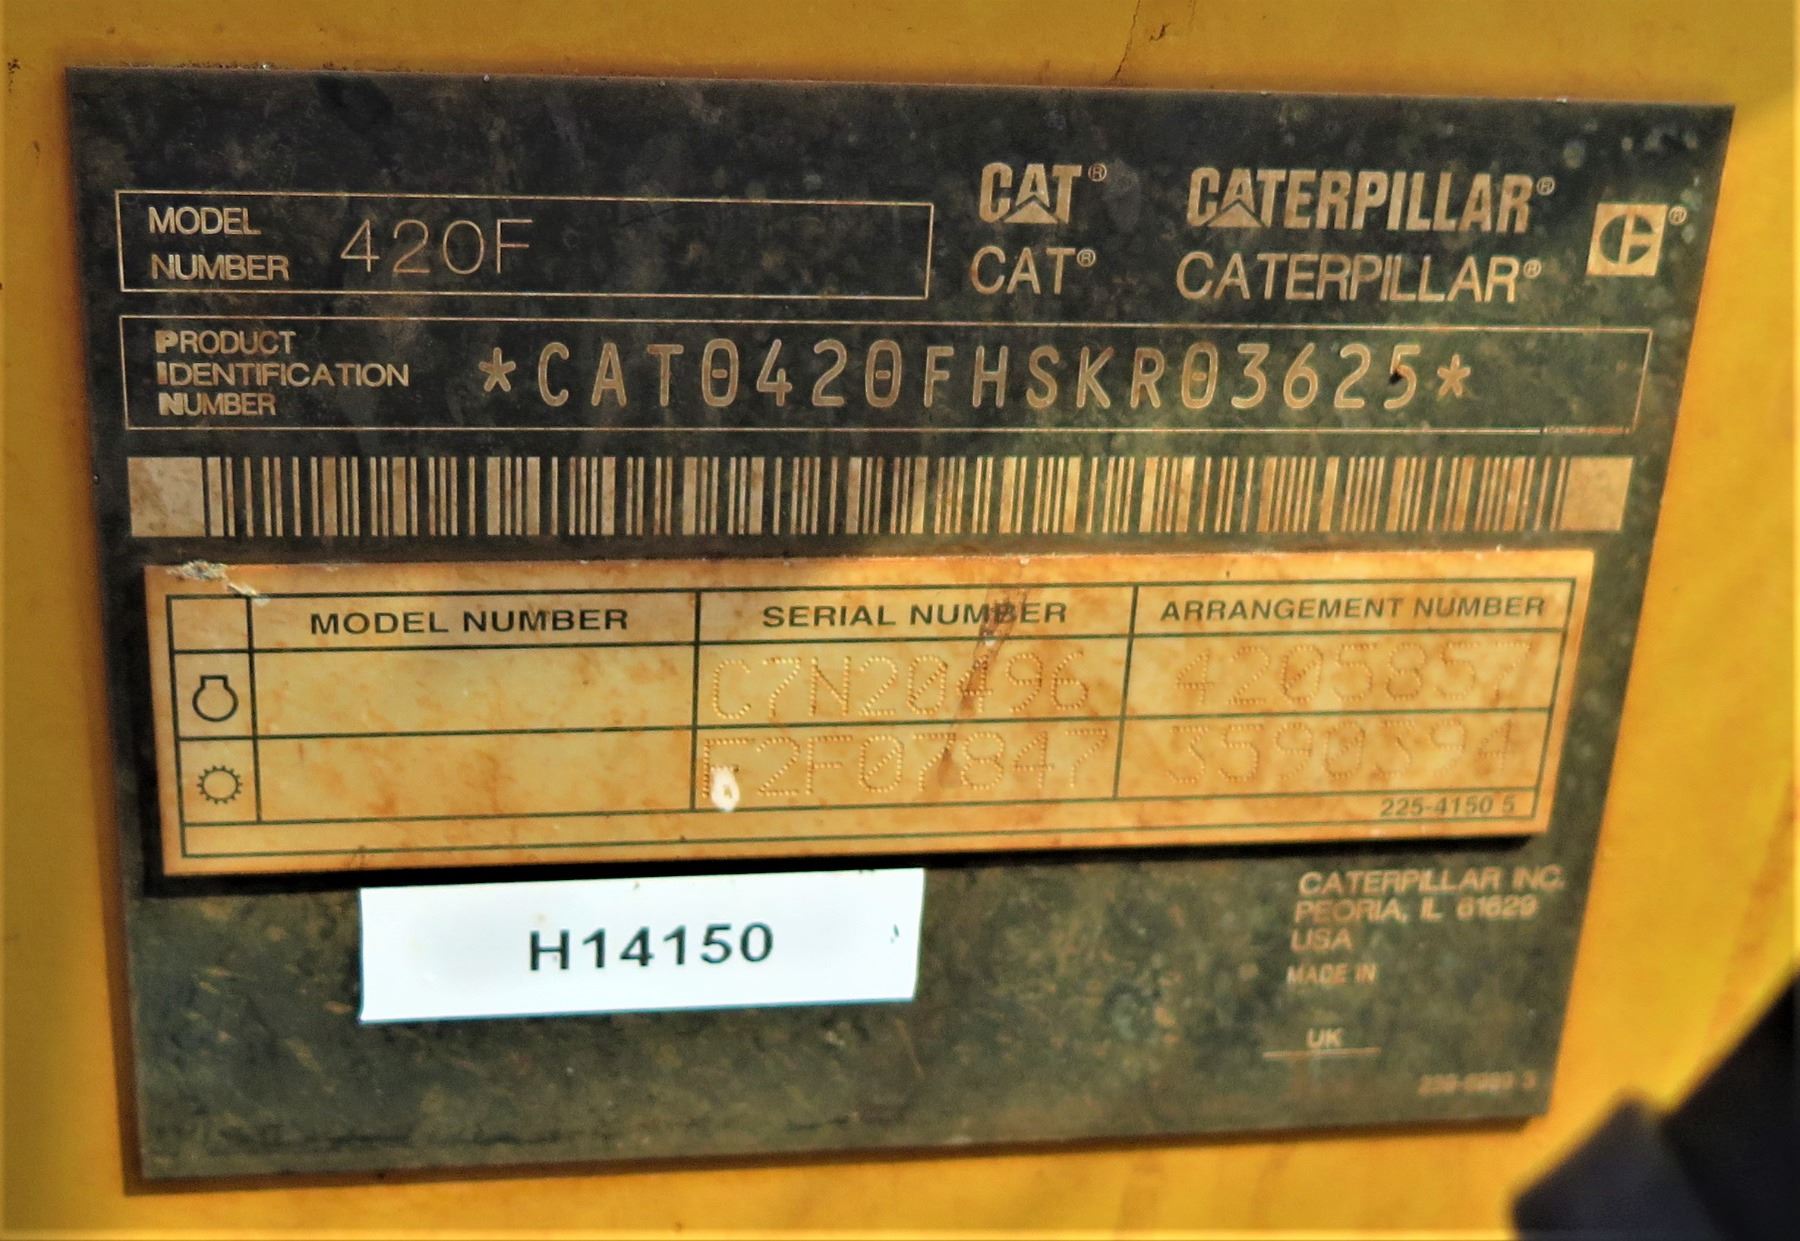 MODEL
NUMBER 420F
CAT® CATERPILLAR®
CAT® CATERPILLAR® ®
PRODUCT
IDENTIFICATION
NUMBER
*CAT0420FHSKR03625*
MODEL NUMBER SERIAL NUMBER ARRANGEMENT NUMBER
C7N20496 4205857
F2F07847 3590394
225-4150 5
H14150
CATERPILLAR INC.
PEORIA, IL 61629
USA
MADE IN
UK